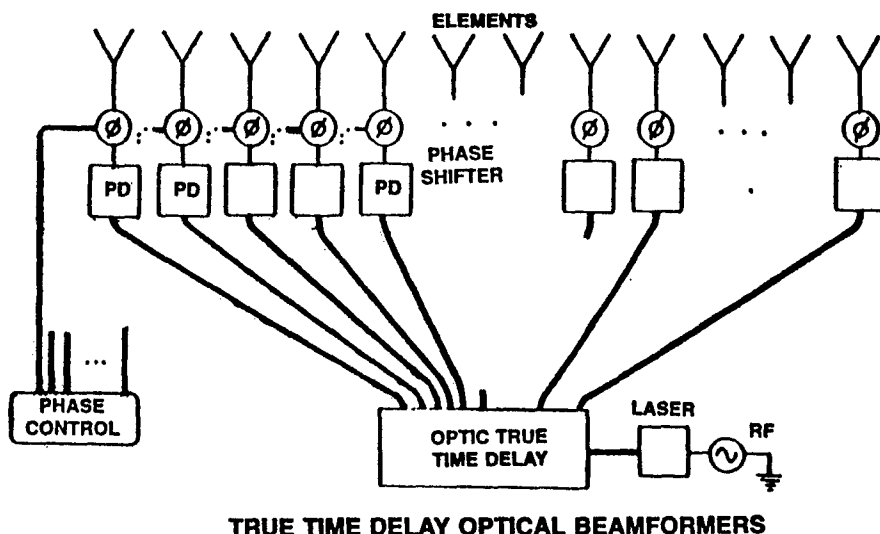 ELEMENTS
Ø Ø Ø Ø Ø Ø Ø Ø
PHASE
SHIFTER
PD PD PD
PHASE
CONTROL
OPTIC TRUE
TIME DELAY
LASER
RF
TRUE TIME DELAY OPTICAL BEAMFORMERS